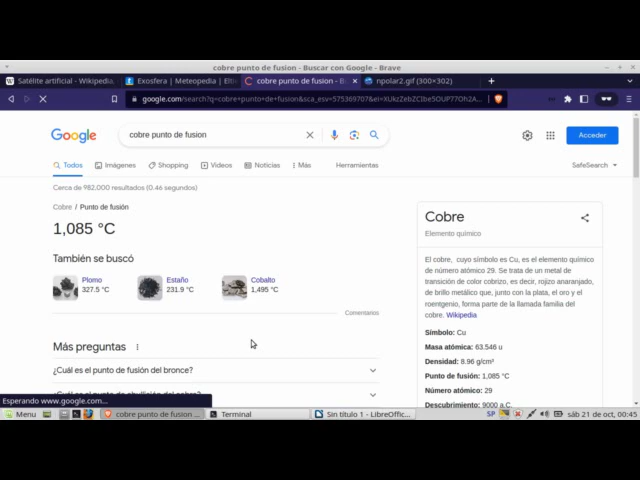 cobre punto de fusion - Buscar con Google - Brave
Satélite artificial - Wikipedia,
Exosfera | Meteopedia | Elti
cobre punto de fusion - B
npolar2.gif (300×302)
google.com/search?q=cobre+punto+de+fusion&sca_esv=575369707&ei=
Google
cobre punto de fusion
Acceder
Todos
Imágenes
Shopping
Videos
Noticias
Más
Herramientas
SafeSearch
Cerca de 982,000 resultados (0.46 segundos)
Cobre / Punto de fusión
1,085 °C
También se buscó
Plomo
327.5 °C
Estaño
231.9 °C
Cobalto
1,495 °C
Comentarios
Más preguntas
¿Cuál es el punto de fusión del bronce?
¿Cuál es el punto de ebullición del cobre?
Cobre
Elemento químico
El cobre, cuyo símbolo es Cu, es el elemento químico
de número atómico 29. Se trata de un metal de
transición de color cobrizo, es decir, rojizo anaranjado,
de brillo metálico que, junto con la plata, el oro y el
roentgenio, forma parte de la llamada familia del
cobre. Wikipedia
Símbolo: Cu
Masa atómica: 63.546 u
Densidad: 8.96 g/cm³
Punto de fusión: 1,085 °C
Número atómico: 29
Descubrimiento: 9000 a.C.
Esperando www.google.com...
Menu
cobre punto de fusion ...
Terminal
Sin título 1 - LibreOffic...
SP
sáb 21 de oct, 00:45